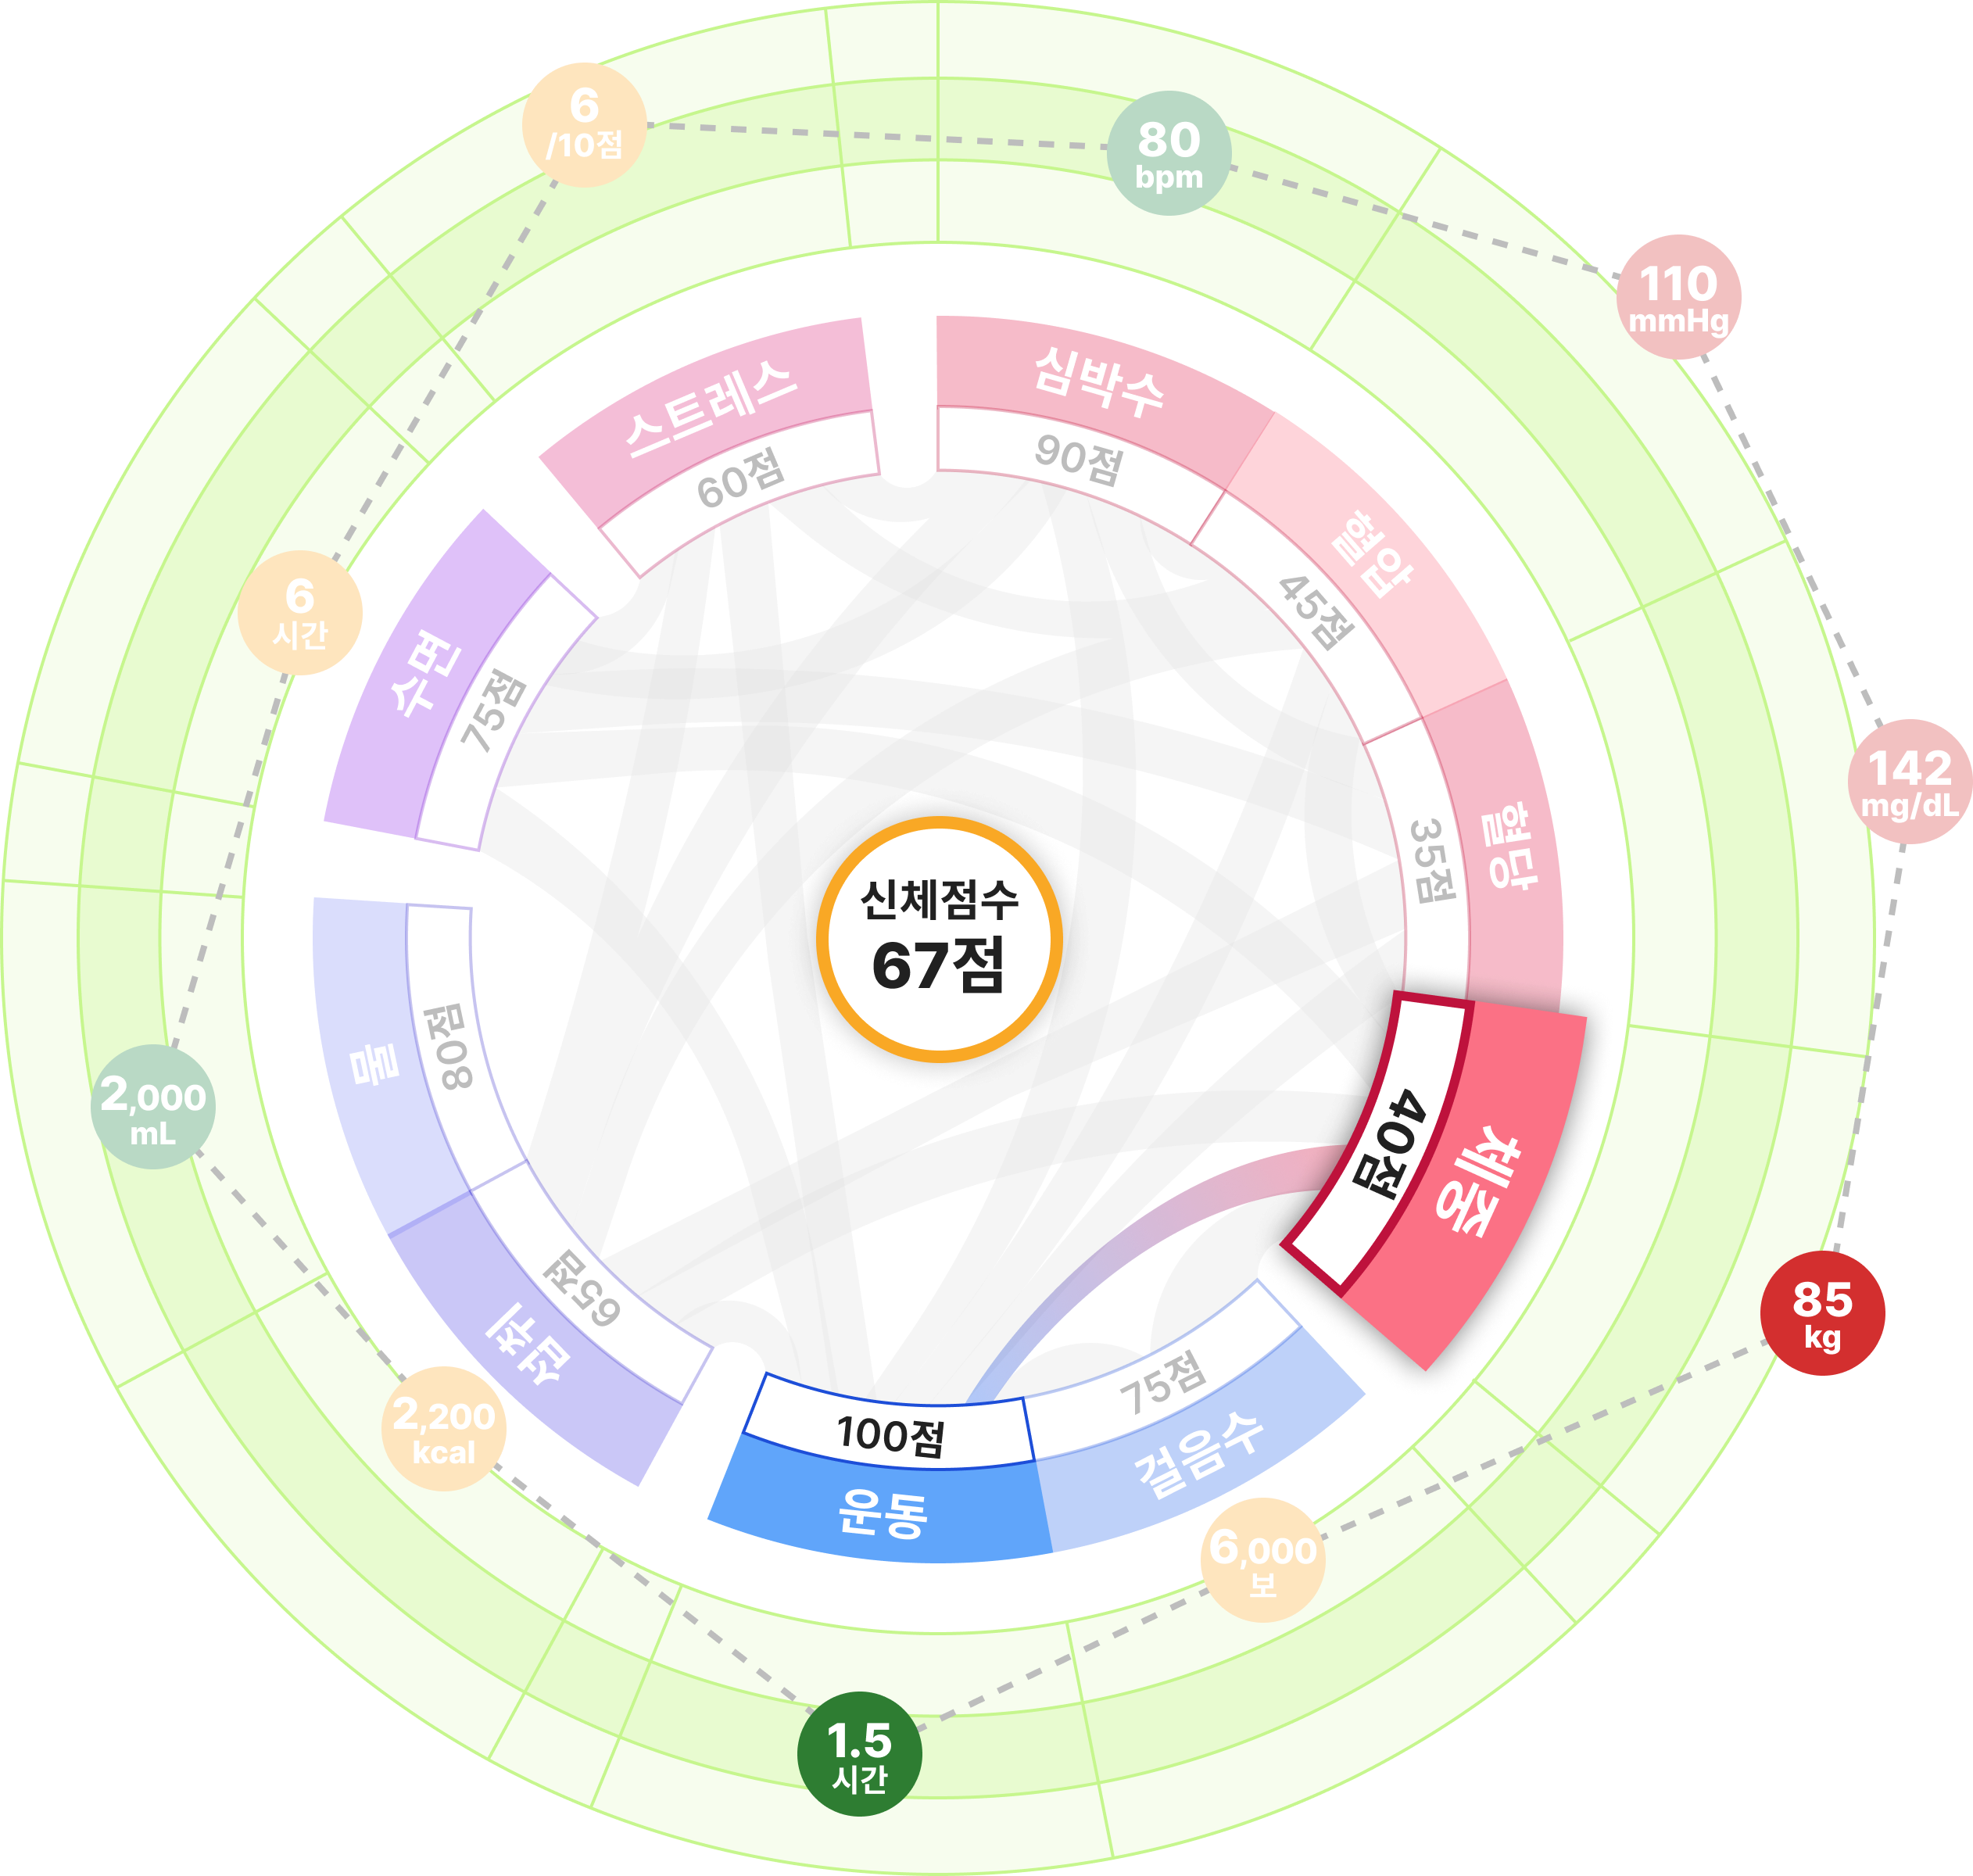 신체점수
67점
심박수
90점
80
bpm
혈압
45점
110
mmHg
혈당
35점
142
mg/dL
체중
40점
85
kg
걸음수
75점
6,000
보
운동
100점
1.5
시간
섭취
65점
2,200
kcal
물
80점
2,000
mL
수면
75점
6
시간
스트레스
60점
6
/10점